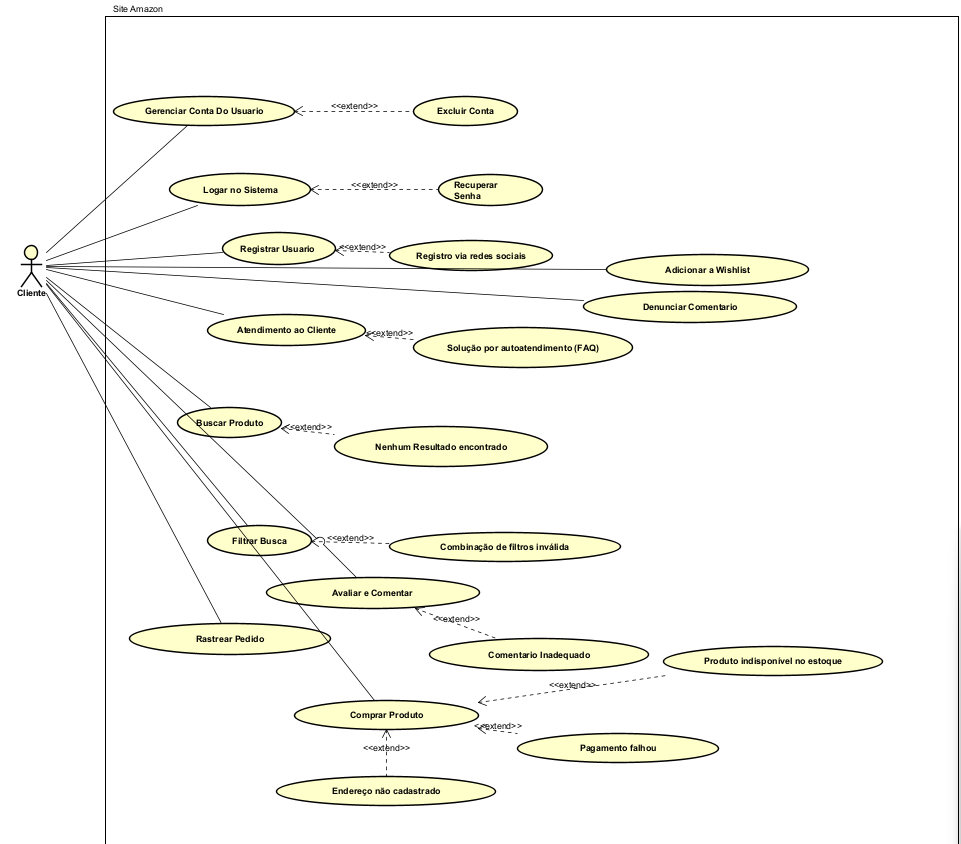 Site Amazon
Gerenciar Conta Do Usuario
<<extend>>
Excluir Conta
Logar no Sistema
<<extend>>
Recuperar
Senha
Registrar Usuario
<<extend>>
Registro via redes sociais
Adicionar a Wishlist
Cliente
Denunciar Comentario
Atendimento ao Cliente
<<extend>>
Solução por autoatendimento (FAQ)
Buscar Produto
<<extend>>
Nenhum Resultado encontrado
Filtrar Busca
<<extend>>
Combinação de filtros inválida
Avaliar e Comentar
<<extend>>
Rastrear Pedido
Comentario Inadequado
Produto indisponível no estoque
<<extend>>
Comprar Produto
<<extend>>
Pagamento falhou
<<extend>>
Endereço não cadastrado